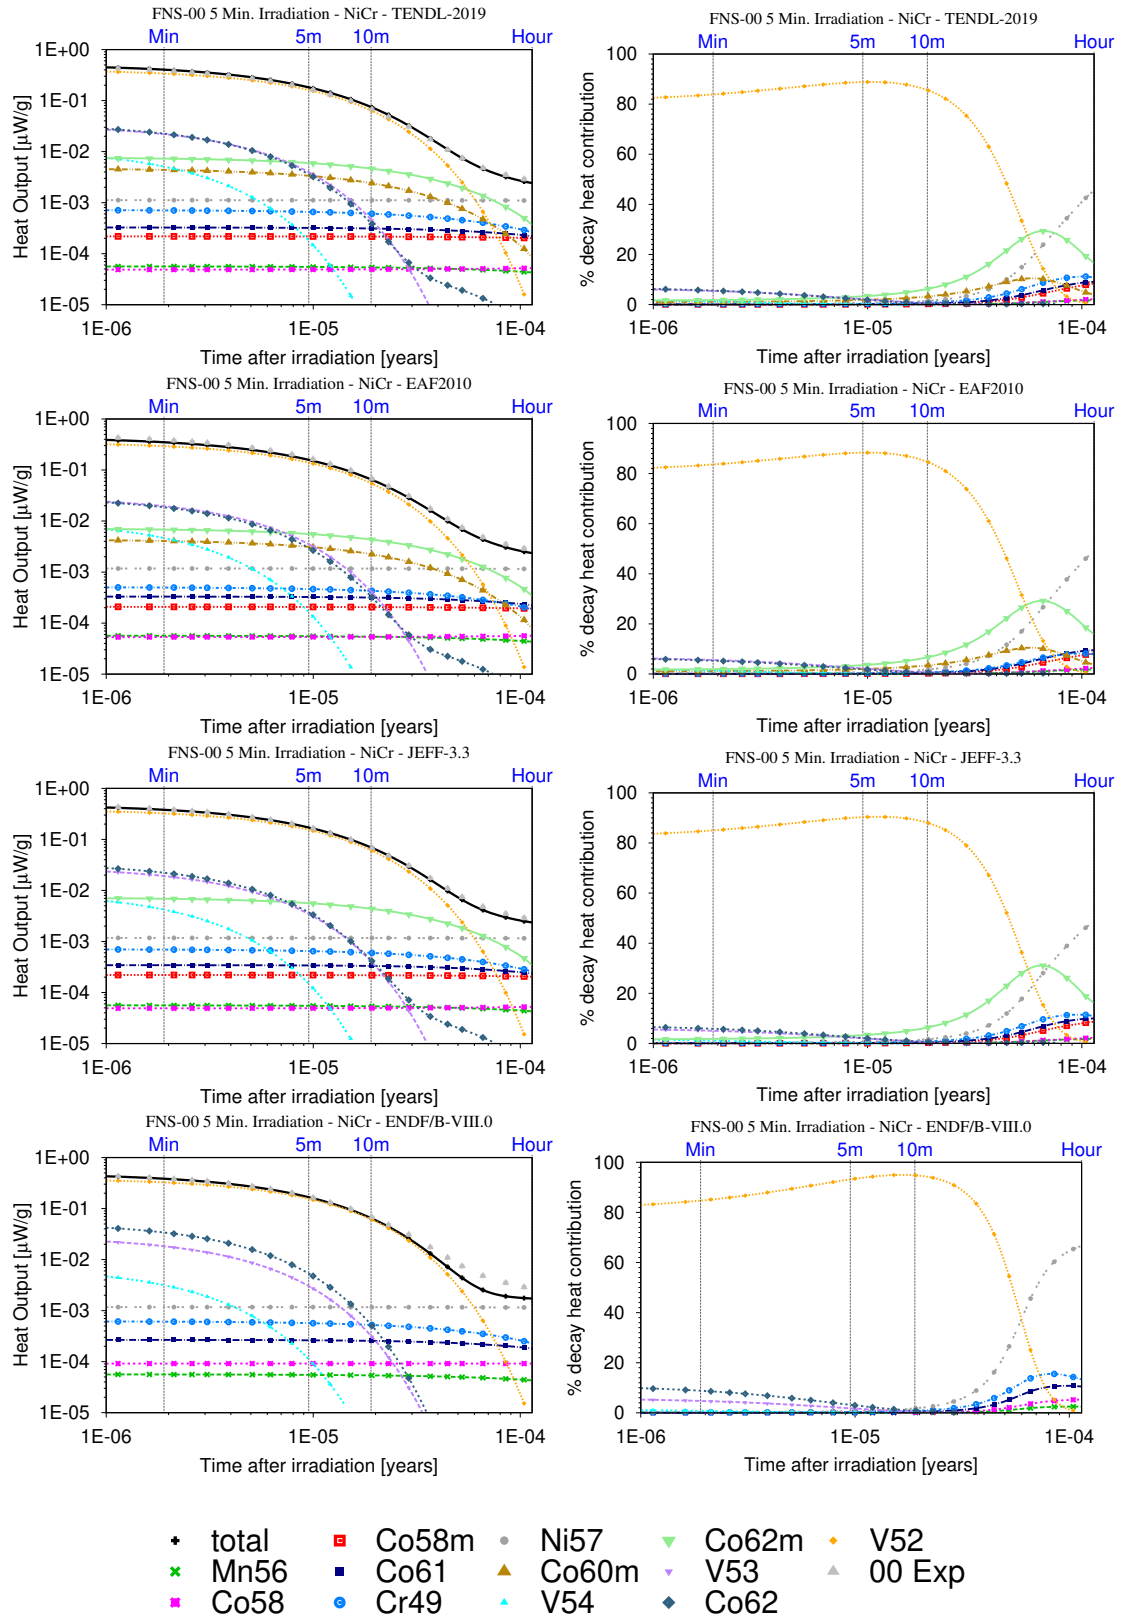 FNS-00 5 Min. Irradiation - NiCr - TENDL-2019
Min 5m 10m Hour
1E+00
1E-01
1E-02
1E-03
1E-04
1E-05
Heat Output [µW/g]
1E-06 1E-05 1E-04
Time after irradiation [years]
FNS-00 5 Min. Irradiation - NiCr - TENDL-2019
Min 5m 10m Hour
100
80
60
40
20
0
% decay heat contribution
1E-06 1E-05 1E-04
Time after irradiation [years]
FNS-00 5 Min. Irradiation - NiCr - EAF2010
Min 5m 10m Hour
1E+00
1E-01
1E-02
1E-03
1E-04
1E-05
Heat Output [µW/g]
1E-06 1E-05 1E-04
Time after irradiation [years]
FNS-00 5 Min. Irradiation - NiCr - EAF2010
Min 5m 10m Hour
100
80
60
40
20
0
% decay heat contribution
1E-06 1E-05 1E-04
Time after irradiation [years]
FNS-00 5 Min. Irradiation - NiCr - JEFF-3.3
Min 5m 10m Hour
1E+00
1E-01
1E-02
1E-03
1E-04
1E-05
Heat Output [µW/g]
1E-06 1E-05 1E-04
Time after irradiation [years]
FNS-00 5 Min. Irradiation - NiCr - JEFF-3.3
Min 5m 10m Hour
100
80
60
40
20
0
% decay heat contribution
1E-06 1E-05 1E-04
Time after irradiation [years]
FNS-00 5 Min. Irradiation - NiCr - ENDF/B-VIII.0
Min 5m 10m Hour
1E+00
1E-01
1E-02
1E-03
1E-04
1E-05
Heat Output [µW/g]
1E-06 1E-05 1E-04
Time after irradiation [years]
FNS-00 5 Min. Irradiation - NiCr - ENDF/B-VIII.0
Min 5m 10m Hour
100
80
60
40
20
0
% decay heat contribution
1E-06 1E-05 1E-04
Time after irradiation [years]
total Co58m Ni57 Co62m V52
Mn56 Co61 Co60m V53 00 Exp
Co58 Cr49 V54 Co62